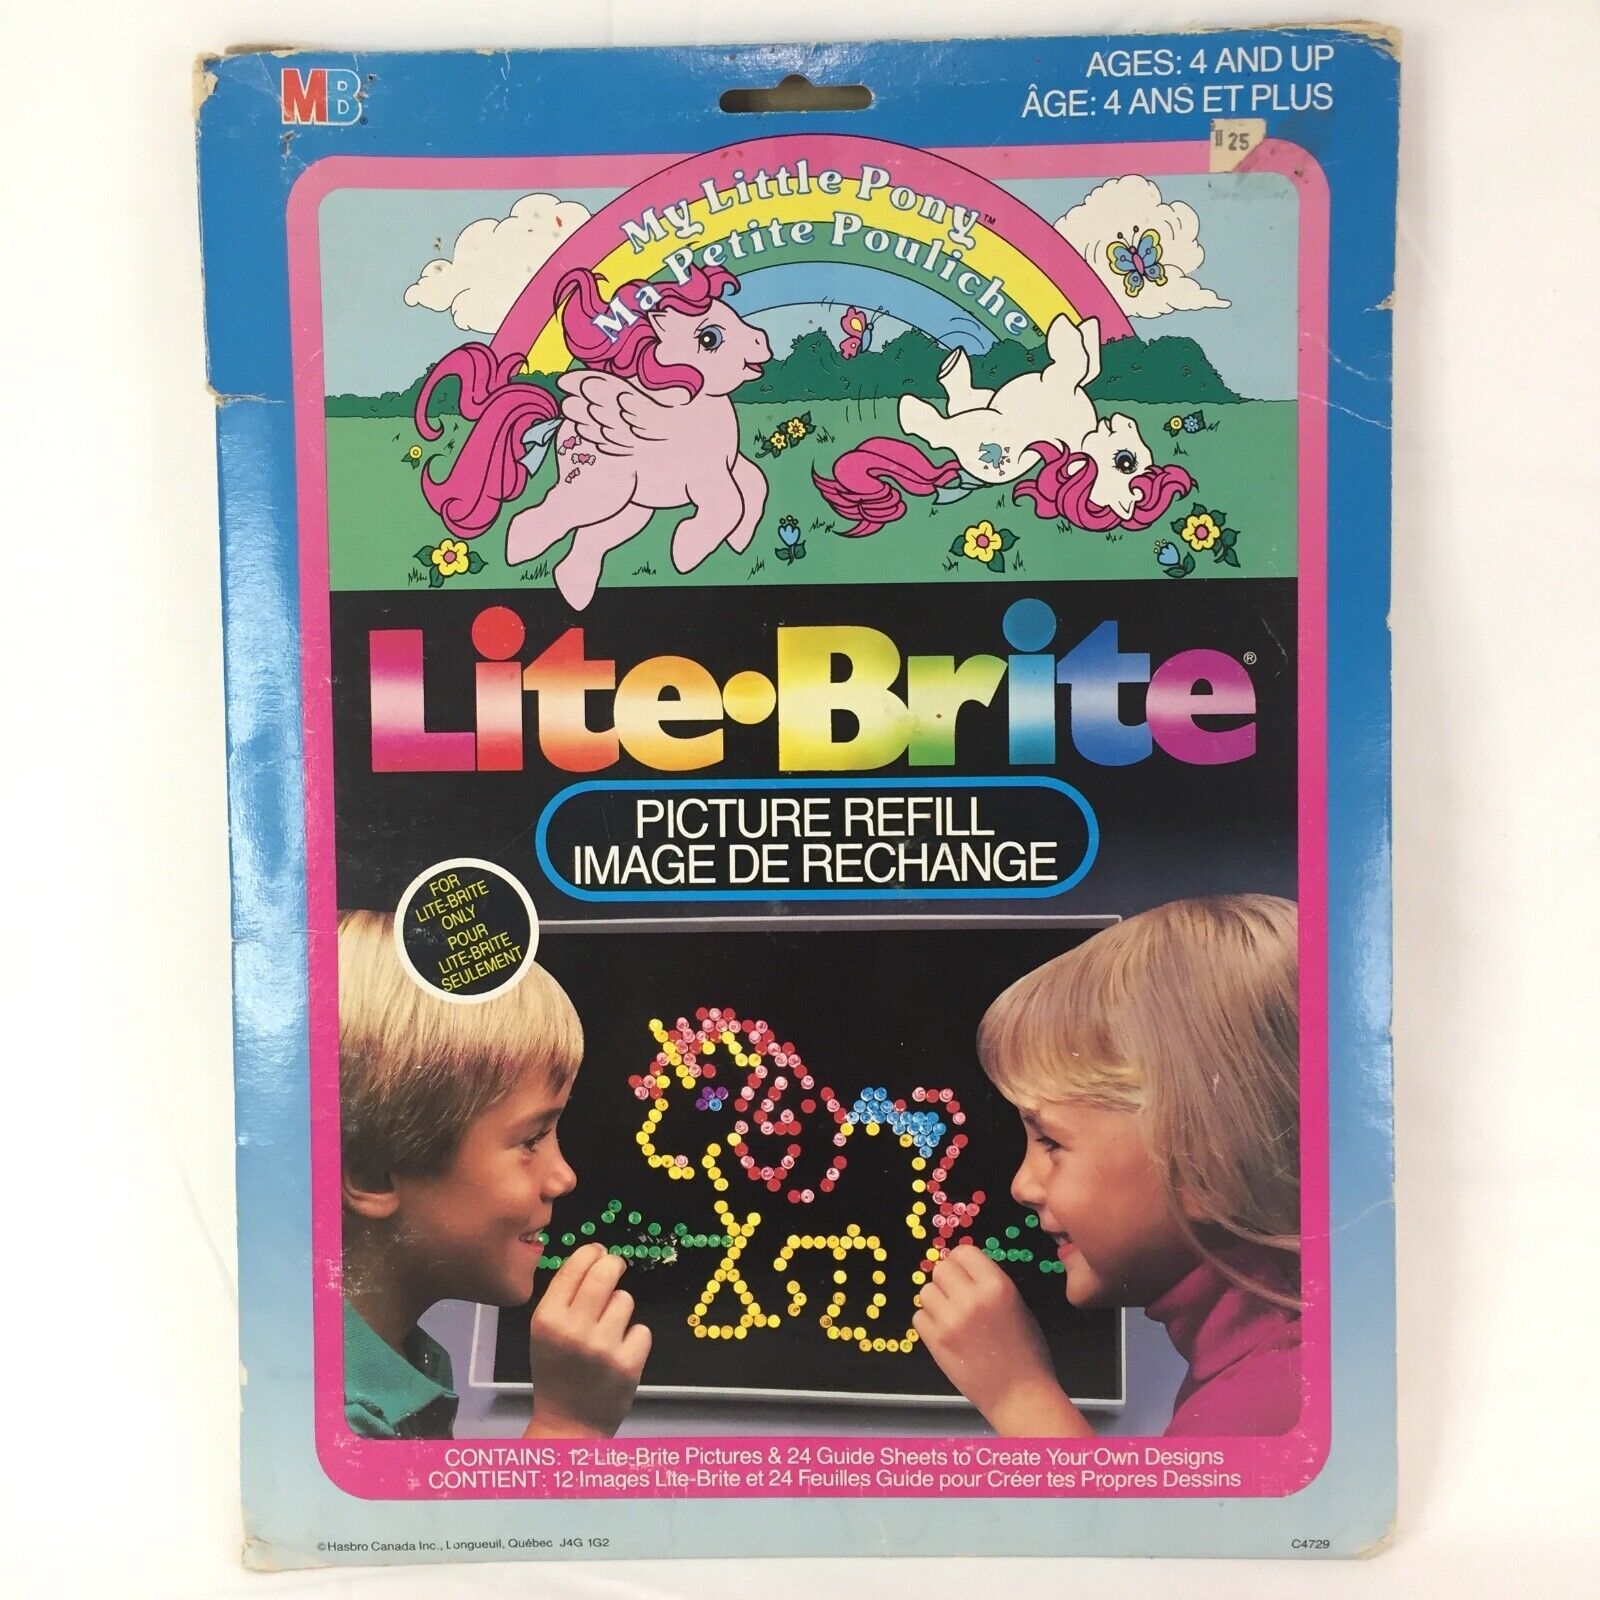 MB®
AGES: 4 AND UP
ÂGE: 4 ANS ET PLUS
25
My Little Pony™
Ma Petite Pouliche MD
Lite-Brite®
PICTURE REFILL
IMAGE DE RECHANGE
FOR
LITE-BRITE
ONLY
POUR
LITE-BRITE
SEULEMENT
CONTAINS: 12 Lite-Brite Pictures & 24 Guide Sheets to Create Your Own Designs
CONTIENT: 12 Images Lite-Brite et 24 Feuilles Guide pour Créer tes Propres Dessins
©Hasbro Canada Inc., Longueuil, Québec J4G 1G2
C4729